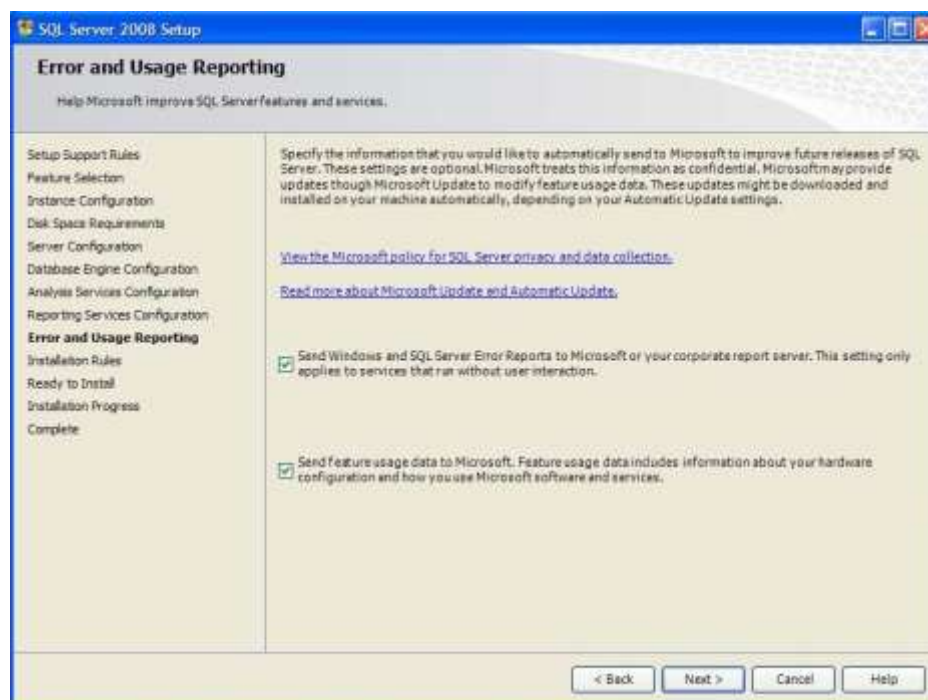 SQL Server 2008 Setup
Error and Usage Reporting
Help Microsoft improve SQL Server features and services.
Setup Support Rules
Feature Selection
Instance Configuration
Disk Space Requirements
Server Configuration
Database Engine Configuration
Analysis Services Configuration
Reporting Services Configuration
Error and Usage Reporting
Installation Rules
Ready to Install
Installation Progress
Complete
Specify the information that you would like to automatically send to Microsoft to improve future releases of SQL
Server. These settings are optional. Microsoft treats this information as confidential. Microsoft may provide
updates though Microsoft Update to modify feature usage data. These updates might be downloaded and
installed on your machine automatically, depending on your Automatic Update settings.
View the Microsoft policy for SQL Server privacy and data collection.
Read more about Microsoft Update and Automatic Update.
Send Windows and SQL Server Error Reports to Microsoft or your corporate report server. This setting only
applies to services that run without user interaction.
Send feature usage data to Microsoft. Feature usage data includes information about your hardware
configuration and how you use Microsoft software and services.
< Back
Next >
Cancel
Help